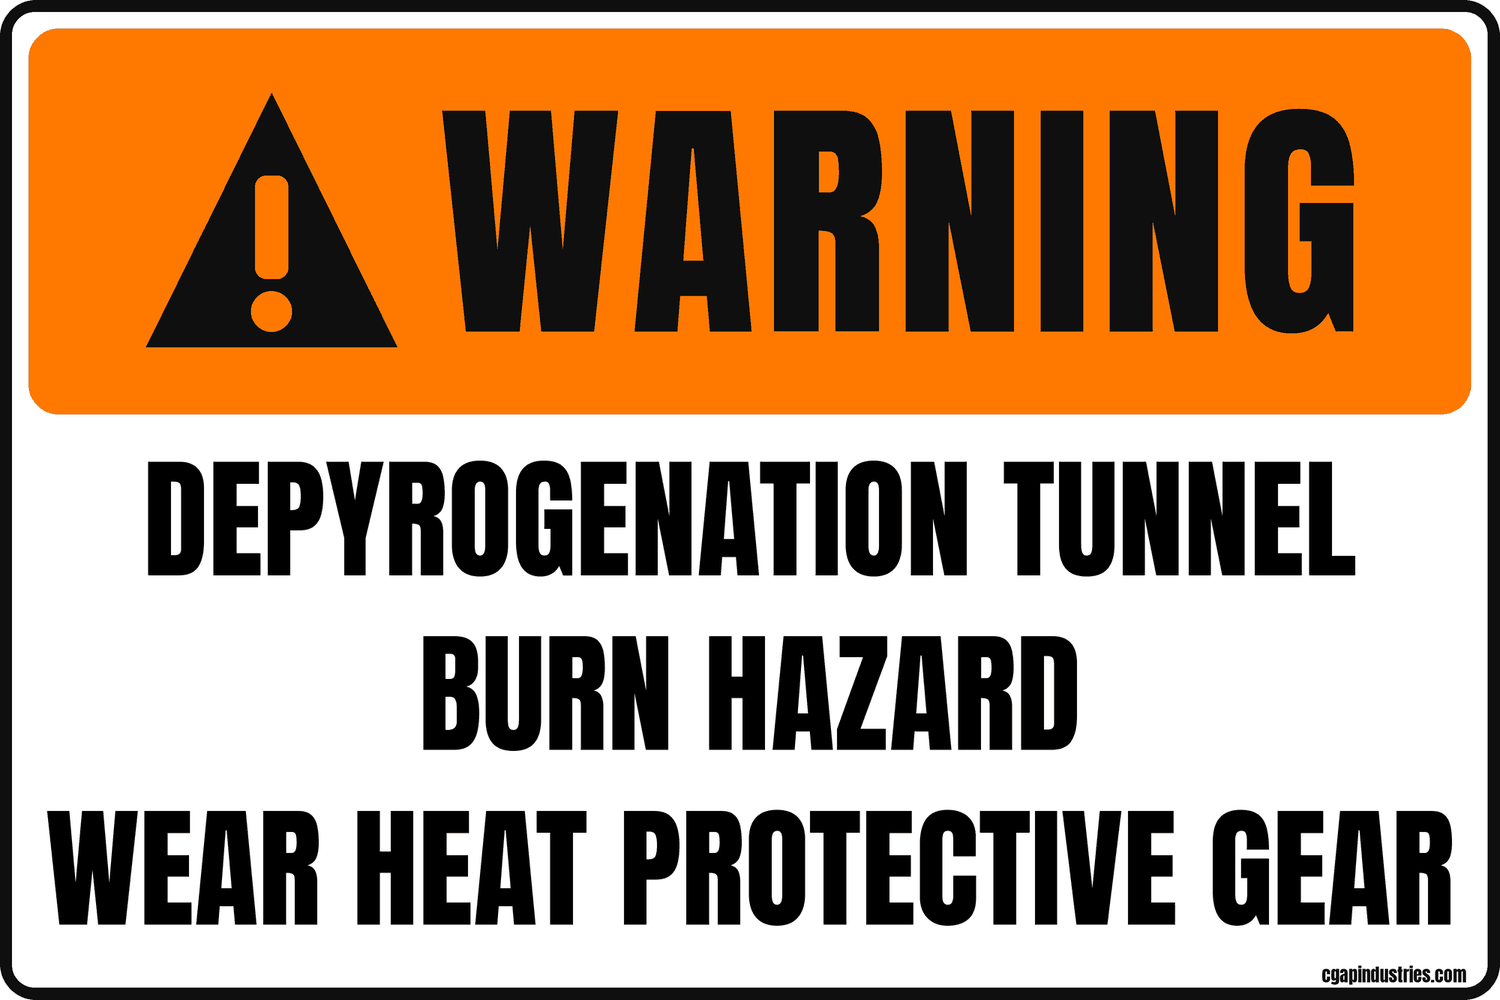 WARNING
DEPYROGENATION TUNNEL
BURN HAZARD
WEAR HEAT PROTECTIVE GEAR
cgapindustries.com